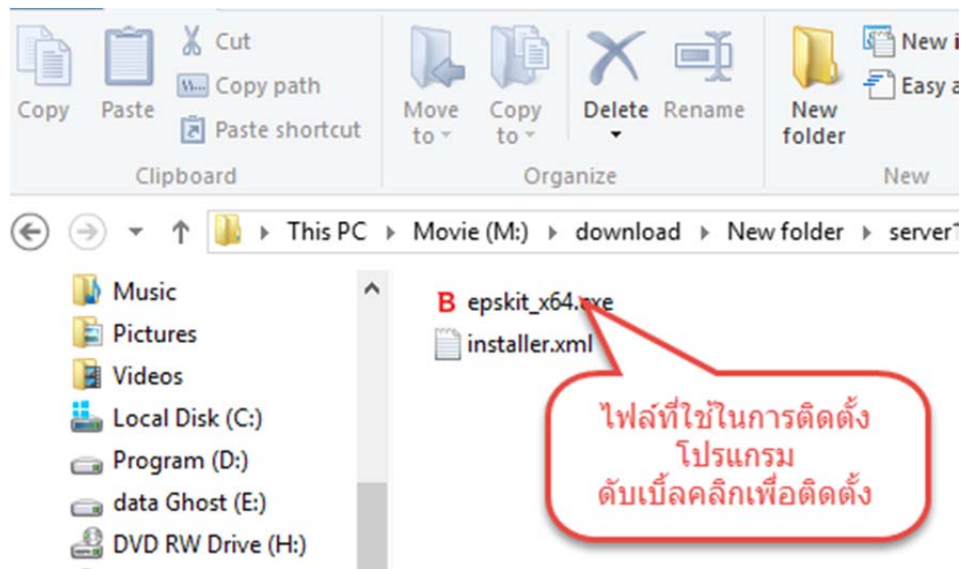 Cut
Copy path
Paste shortcut
Copy
Paste
Clipboard
Move to
Copy to
Delete
Rename
Organize
New folder
New i
Easy a
New
This PC
Movie (M:)
download
New folder
server1
Music
Pictures
Videos
Local Disk (C:)
Program (D:)
data Ghost (E:)
DVD RW Drive (H:)
B epskit_x64.exe
installer.xml
ไฟล์ที่ใช้ในการติดตั้ง
โปรแกรม
ดับเบิ้ลคลิกเพื่อติดตั้ง